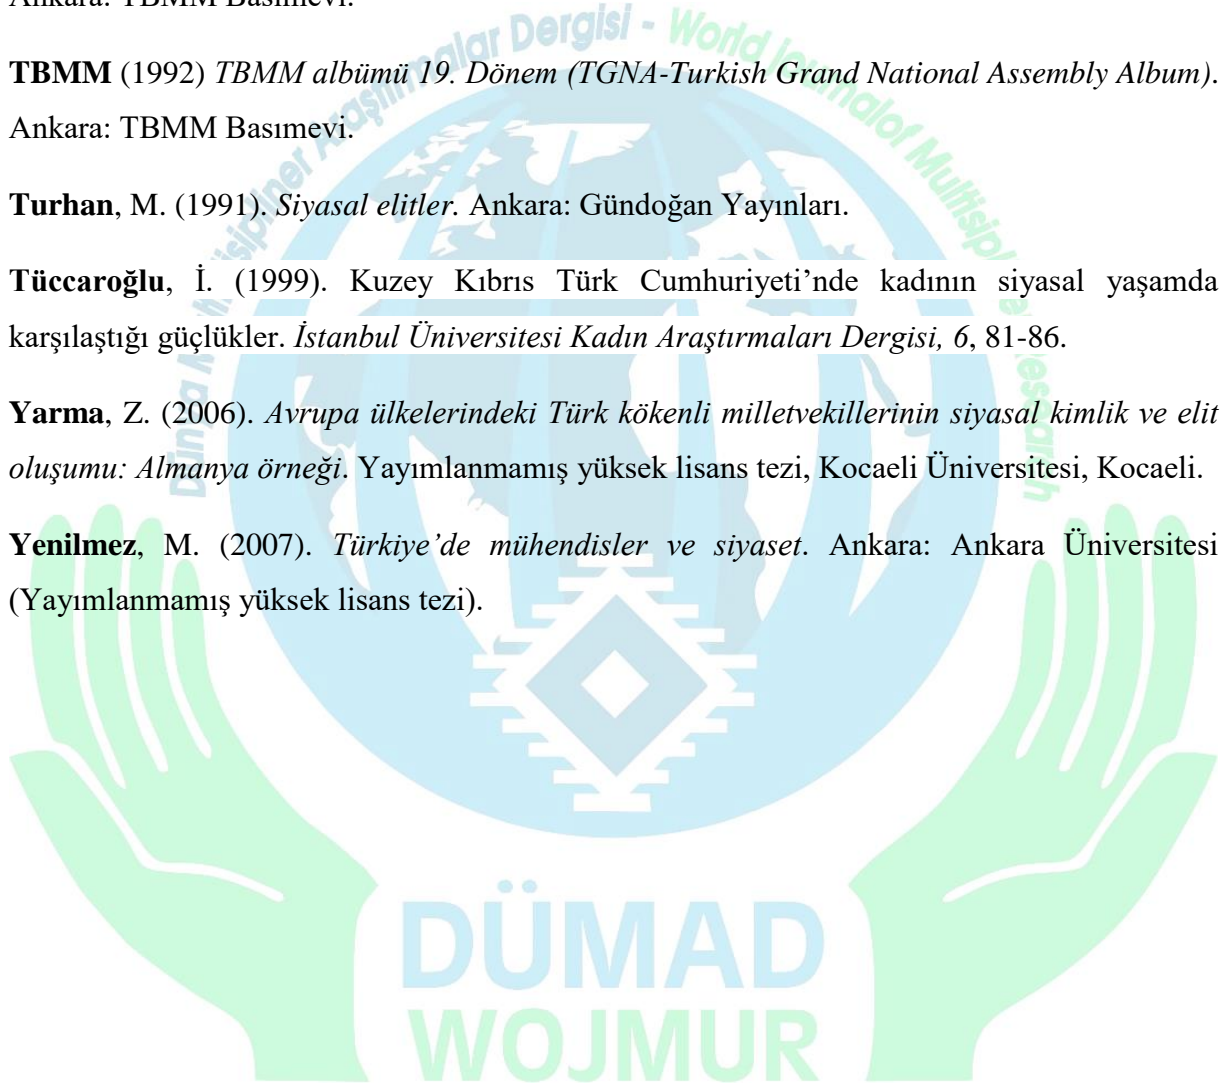 Ankara: TBMM Basımevi.
TBMM (1992) TBMM albümü 19. Dönem (TGNA-Turkish Grand National Assembly Album).
Ankara: TBMM Basımevi.
Turhan, M. (1991). Siyasal elitler. Ankara: Gündoğan Yayınları.
Tüccaroğlu, İ. (1999). Kuzey Kıbrıs Türk Cumhuriyeti’nde kadının siyasal yaşamda
karşılaştığı güçlükler. İstanbul Üniversitesi Kadın Araştırmaları Dergisi, 6, 81-86.
Yarma, Z. (2006). Avrupa ülkelerindeki Türk kökenli milletvekillerinin siyasal kimlik ve elit
oluşumu: Almanya örneği. Yayımlanmamış yüksek lisans tezi, Kocaeli Üniversitesi, Kocaeli.
Yenilmez, M. (2007). Türkiye’de mühendisler ve siyaset. Ankara: Ankara Üniversitesi
(Yayımlanmamış yüksek lisans tezi).
Dergisi - World
DÜMAD
WOJMUR